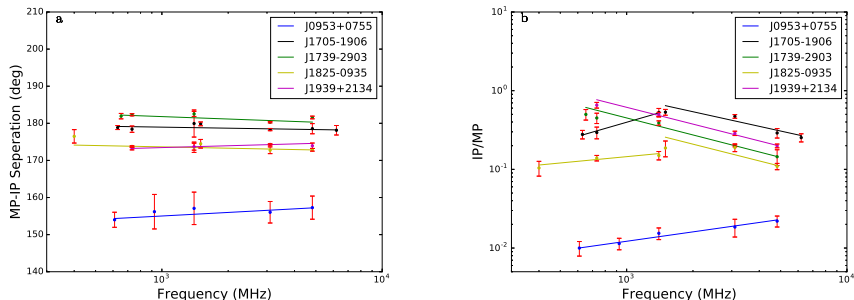 a
MP-IP Seperation (deg)
210
200
190
180
170
160
150
140
10³
10⁴
Frequency (MHz)
J0953+0755
J1705-1906
J1739-2903
J1825-0935
J1939+2134
b
IP/MP
10¹
10⁰
10⁻¹
10⁻²
10³
10⁴
Frequency (MHz)
J0953+0755
J1705-1906
J1739-2903
J1825-0935
J1939+2134